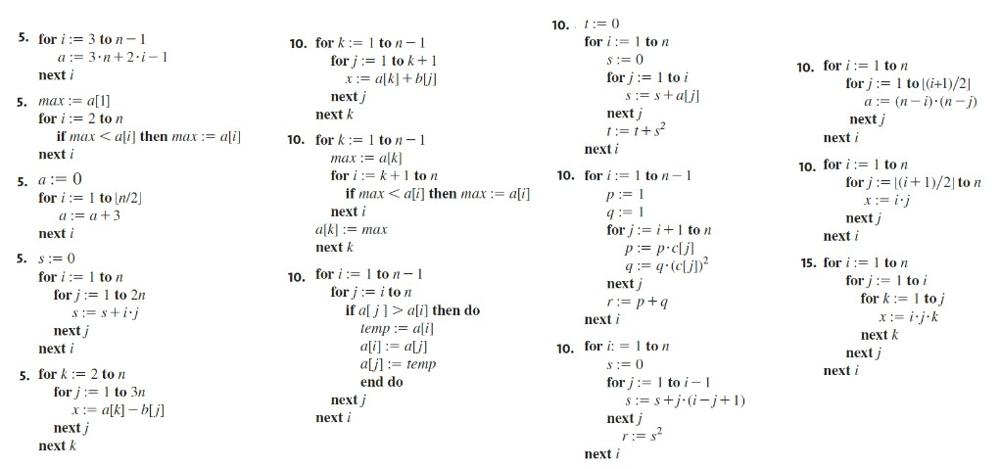 5. for i := 3 to n − 1
a := 3·n + 2·i − 1
next i
5. max := a[1]
for i := 2 to n
if max < a[i] then max := a[i]
next i
5. a := 0
for i := 1 to ⌊n/2⌋
a := a + 3
next i
5. s := 0
for i := 1 to n
for j := 1 to 2n
s := s + i·j
next j
next i
5. for k := 2 to n
for j := 1 to 3n
x := a[k] − b[j]
next j
next k
10. for k := 1 to n − 1
for j := 1 to k + 1
x := a[k] + b[j]
next j
next k
10. for k := 1 to n − 1
max := a[k]
for i := k + 1 to n
if max < a[i] then max := a[i]
next i
a[k] := max
next k
10. for i := 1 to n − 1
for j := i to n
if a[j] > a[i] then do
temp := a[i]
a[i] := a[j]
a[j] := temp
end do
next j
next i
10. t := 0
for i := 1 to n
s := 0
for j := 1 to i
s := s + a[j]
next j
t := t + s²
next i
10. for i := 1 to n − 1
p := 1
q := 1
for j := i + 1 to n
p := p·c[j]
q := q·(c[j])²
next j
r := p + q
next i
10. for i: = 1 to n
s := 0
for j := 1 to i − 1
s := s + j·(i − j + 1)
next j
r := s²
next i
10. for i := 1 to n
for j := 1 to ⌊(i+1)/2⌋
a := (n − i)·(n − j)
next j
next i
10. for i := 1 to n
for j := ⌊(i + 1)/2⌋ to n
x := i·j
next j
next i
15. for i := 1 to n
for j := 1 to i
for k := 1 to j
x := i·j·k
next k
next j
next i